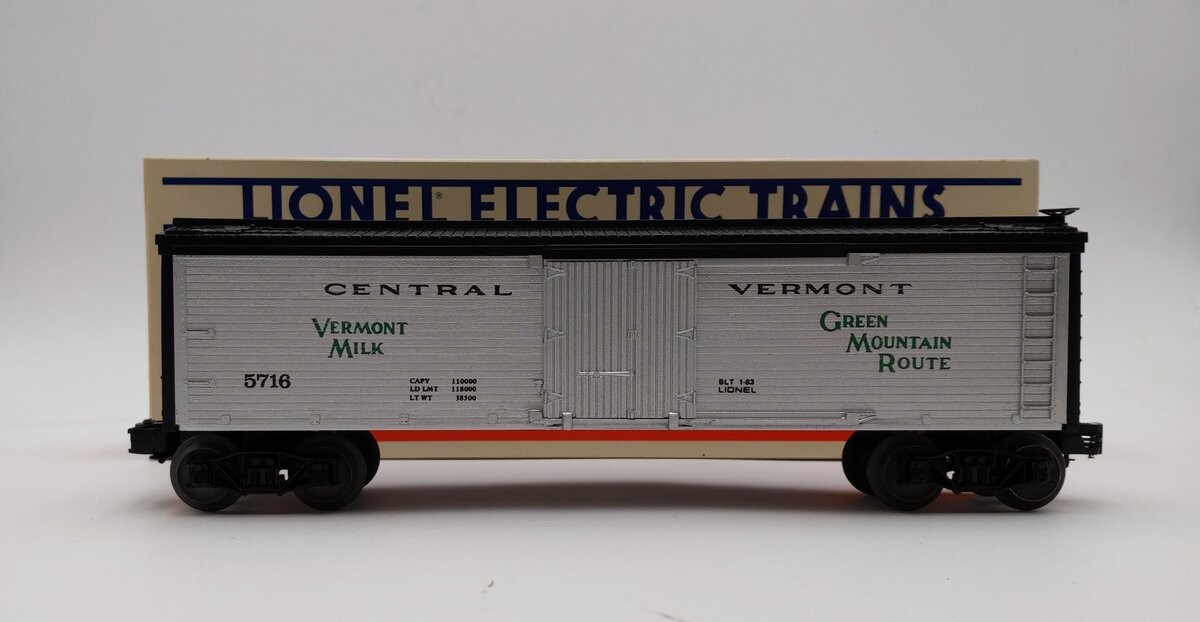 LIONEL® ELECTRIC TRAINS
CENTRAL VERMONT
VERMONT
MILK
GREEN
MOUNTAIN
ROUTE
5716
CAPY 110000
LD LMT 118000
LT WT 38500
BLT 1-83
LIONEL